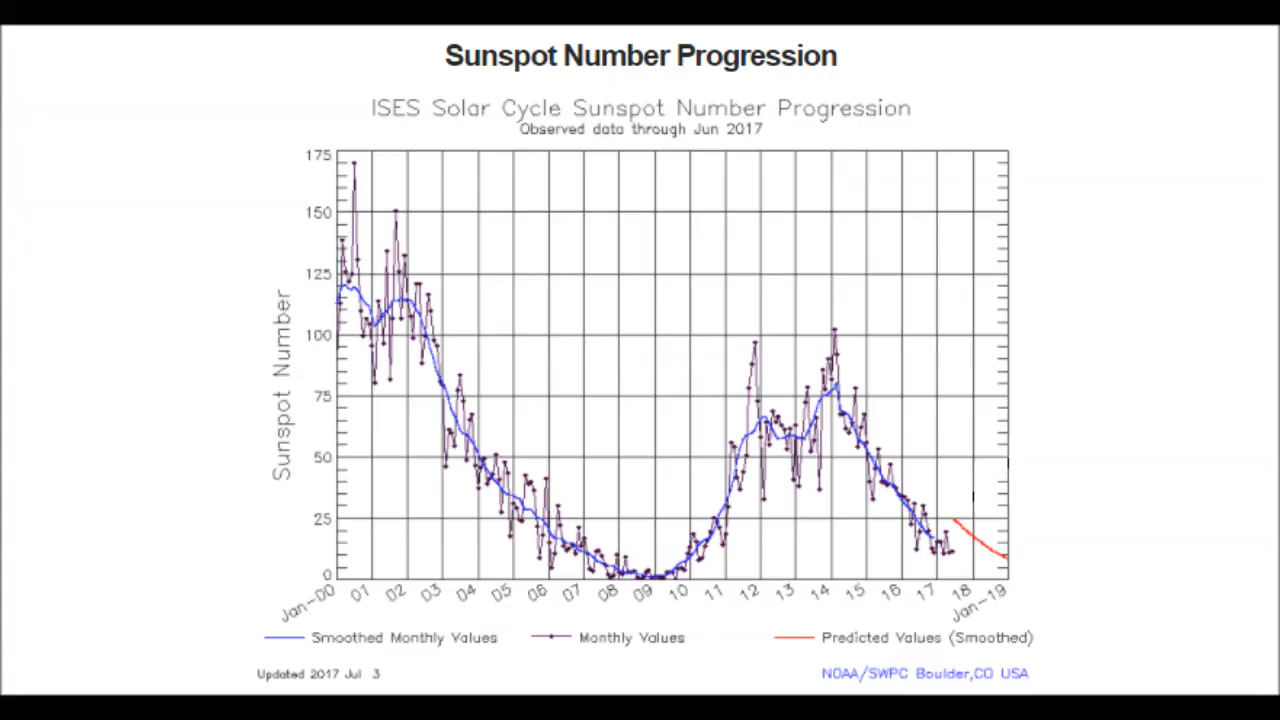 Sunspot Number Progression
ISES Solar Cycle Sunspot Number Progression
Observed data through Jun 2017
175
150
125
100
75
50
25
0
Sunspot Number
Jan-00 01 02 03 04 05 06 07 08 09 10 11 12 13 14 15 16 17 18 Jan-19
Smoothed Monthly Values Monthly Values Predicted Values (Smoothed)
Updated 2017 Jul 3 NOAA/SWPC Boulder,CO USA